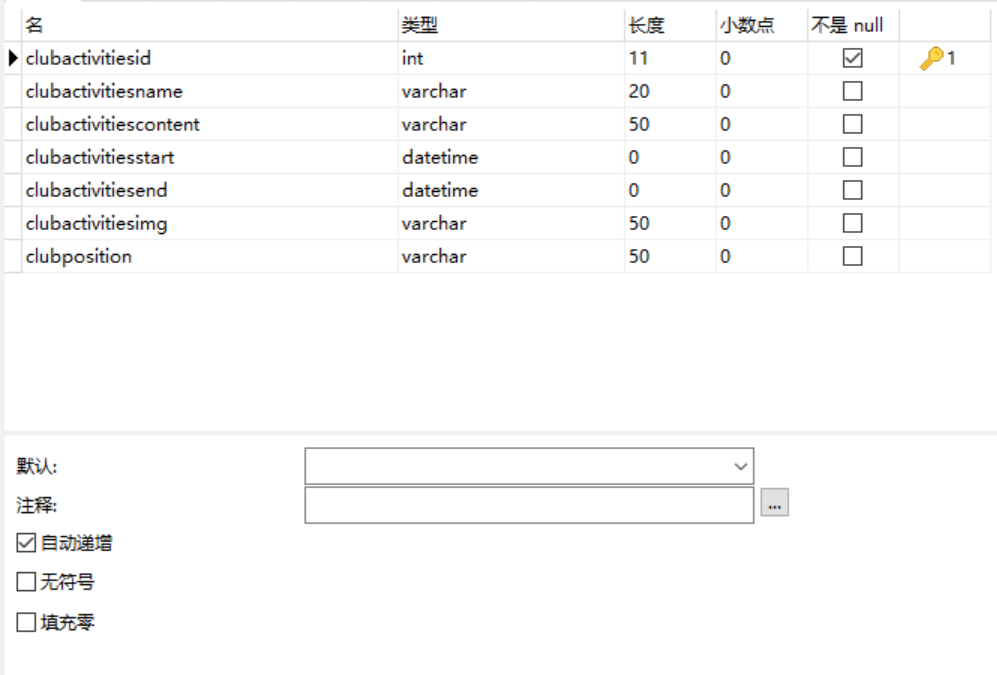 名 类型 长度 小数点 不是 null
clubactivitiesid int 11 0 1
clubactivitiesname varchar 20 0
clubactivitiescontent varchar 50 0
clubactivitiesstart datetime 0 0
clubactivitiesend datetime 0 0
clubactivitiesimg varchar 50 0
clubposition varchar 50 0
默认:
注释: ...
自动递增
无符号
填充零